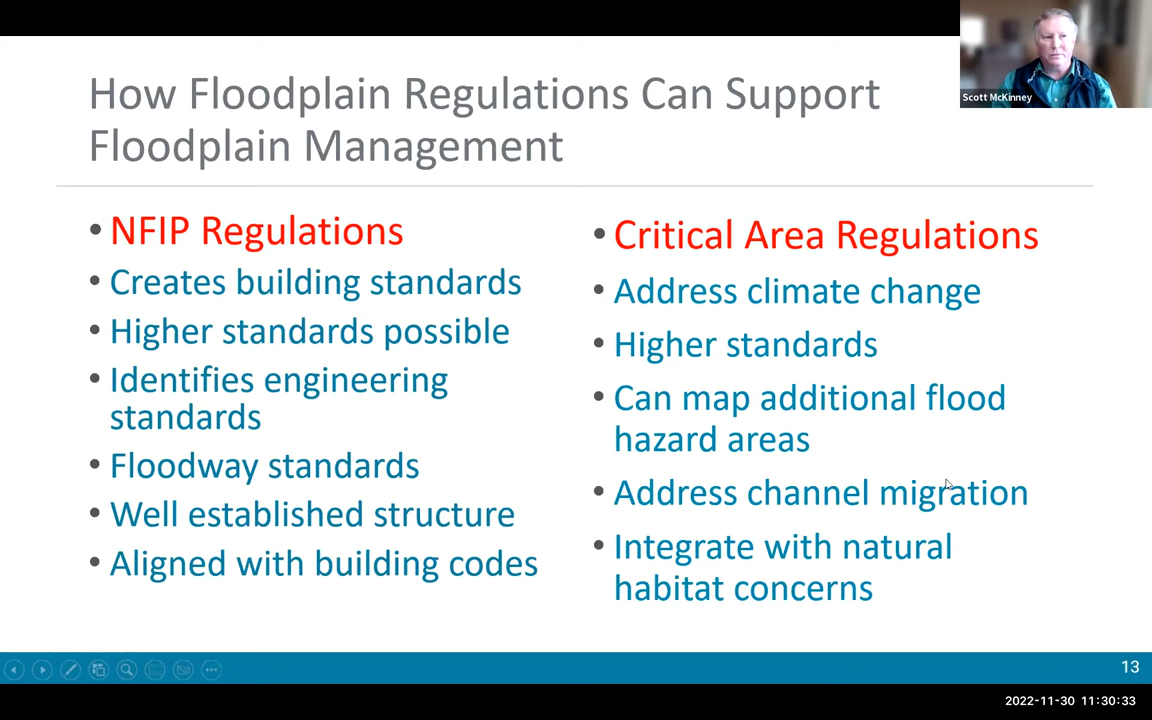 Scott McKinney
How Floodplain Regulations Can Support
Floodplain Management
• NFIP Regulations
• Creates building standards
• Higher standards possible
• Identifies engineering
standards
• Floodway standards
• Well established structure
• Aligned with building codes
• Critical Area Regulations
• Address climate change
• Higher standards
• Can map additional flood
hazard areas
• Address channel migration
• Integrate with natural
habitat concerns
13
2022-11-30 11:30:33